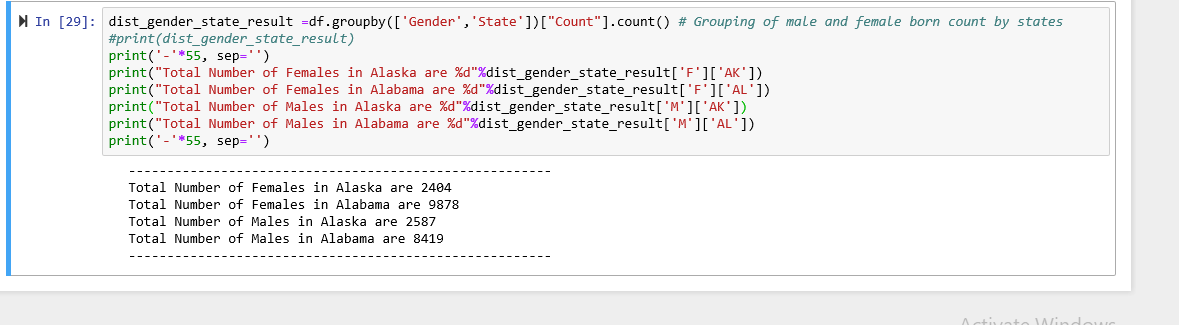 In [29]: dist_gender_state_result =df.groupby(['Gender','State'])["Count"].count() # Grouping of male and female born count by states
#print(dist_gender_state_result)
print('-'*55, sep='')
print("Total Number of Females in Alaska are %d"%dist_gender_state_result['F']['AK'])
print("Total Number of Females in Alabama are %d"%dist_gender_state_result['F']['AL'])
print("Total Number of Males in Alaska are %d"%dist_gender_state_result['M']['AK'])
print("Total Number of Males in Alabama are %d"%dist_gender_state_result['M']['AL'])
print('-'*55, sep='')
-------------------------------------------------------
Total Number of Females in Alaska are 2404
Total Number of Females in Alabama are 9878
Total Number of Males in Alaska are 2587
Total Number of Males in Alabama are 8419
-------------------------------------------------------
Activate Windows